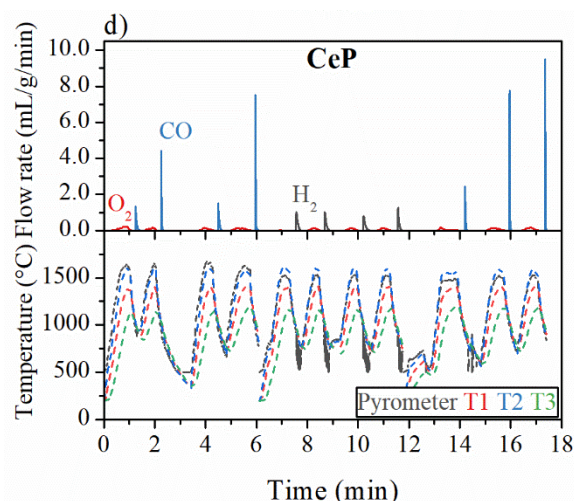 d)
CeP
Flow rate (mL/g/min)
10.0
8.0
6.0
4.0
2.0
0.0
O₂
CO
H₂
Temperature (°C)
1500
1000
500
0
Pyrometer T1 T2 T3
0 2 4 6 8 10 12 14 16 18
Time (min)